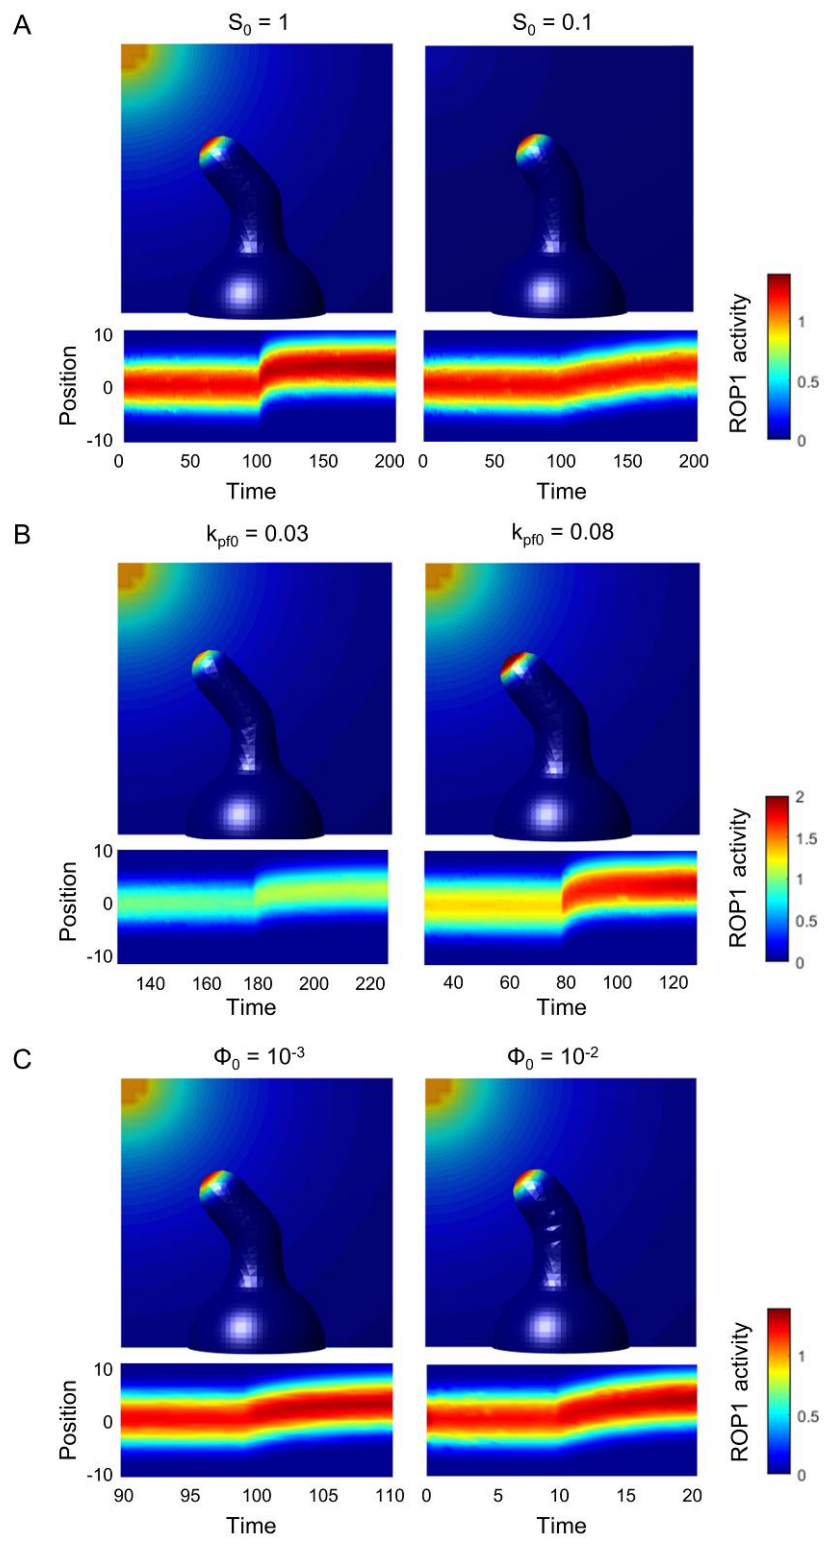 A
S₀ = 1
S₀ = 0.1
Position
10
0
-10
0 50 100 150 200
0 50 100 150 200
Time
Time
ROP1 activity
1
0.5
0
B
kpf0 = 0.03
kpf0 = 0.08
Position
10
0
-10
140 160 180 200 220
40 60 80 100 120
Time
Time
ROP1 activity
2
1.5
1
0.5
0
C
Φ₀ = 10⁻³
Φ₀ = 10⁻²
Position
10
0
-10
90 95 100 105 110
0 5 10 15 20
Time
Time
ROP1 activity
1
0.5
0